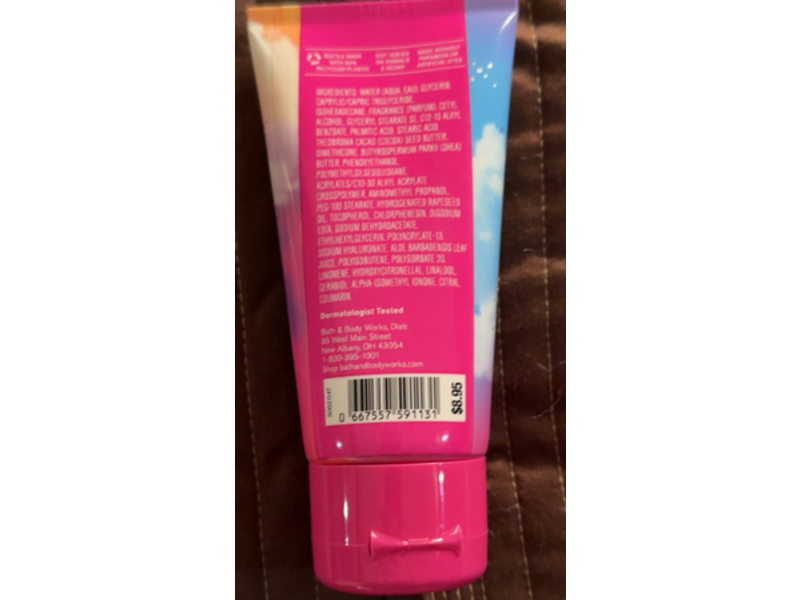 BOTTLE MADE
WITH 50%
RECYCLED PLASTIC
NOT TESTED
ON ANIMALS
& VEGAN
MADE WITHOUT
PARABENS OR
ARTIFICIAL DYES
INGREDIENTS: WATER (AQUA, EAU), GLYCERIN,
CAPRYLIC/CAPRIC TRIGLYCERIDE,
ISOHEXADECANE, FRAGRANCE (PARFUM), CETYL
ALCOHOL, GLYCERYL STEARATE SE, C12-15 ALKYL
BENZOATE, PALMITIC ACID, STEARIC ACID,
THEOBROMA CACAO (COCOA) SEED BUTTER,
DIMETHICONE, BUTYROSPERMUM PARKII (SHEA)
BUTTER, PHENOXYETHANOL,
POLYMETHYLSILSESQUIOXANE,
ACRYLATES/C10-30 ALKYL ACRYLATE
CROSSPOLYMER, AMINOMETHYL PROPANOL,
PEG-100 STEARATE, HYDROGENATED RAPESEED
OIL, TOCOPHEROL, CHLORPHENESIN, DISODIUM
EDTA, SODIUM DEHYDROACETATE,
ETHYLHEXYLGLYCERIN, POLYACRYLATE-13,
SODIUM HYALURONATE, ALOE BARBADENSIS LEAF
JUICE, POLYISOBUTENE, POLYSORBATE 20,
LIMONENE, HYDROXYCITRONELLAL, LINALOOL,
GERANIOL, ALPHA-ISOMETHYL IONONE, CITRAL,
COUMARIN.
Dermatologist Tested
Bath & Body Works, Distr.
95 West Main Street
New Albany, OH 43054
1-800-395-1001
Shop bathandbodyworks.com
0 667557 591131
$8.95